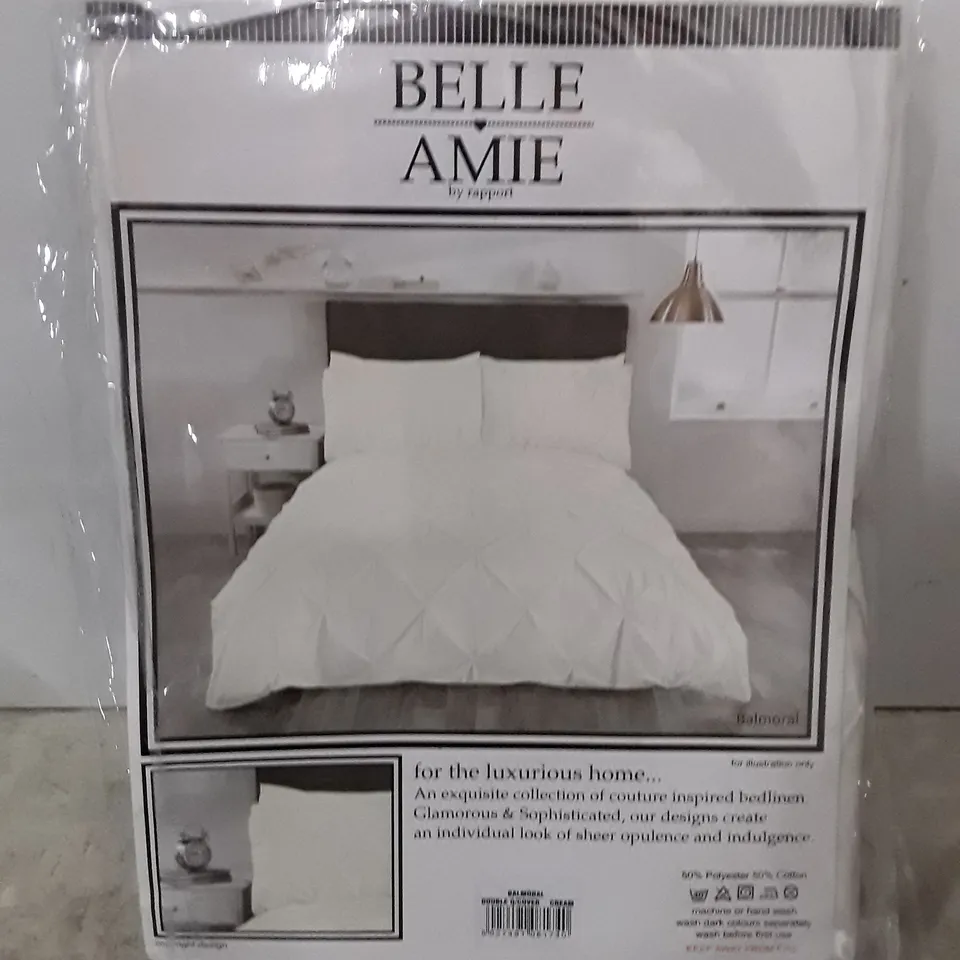 BELLE
AMIE
by rapport
Balmoral
for illustration only
for the luxurious home...
An exquisite collection of couture inspired bedlinen
Glamorous & Sophisticated, our designs create
an individual look of sheer opulence and indulgence.
50% Polyester 50% Cotton
machine or hand wash
wash dark colours separately
wash before first use
BALMORAL
DOUBLE D/COVER CREAM
design